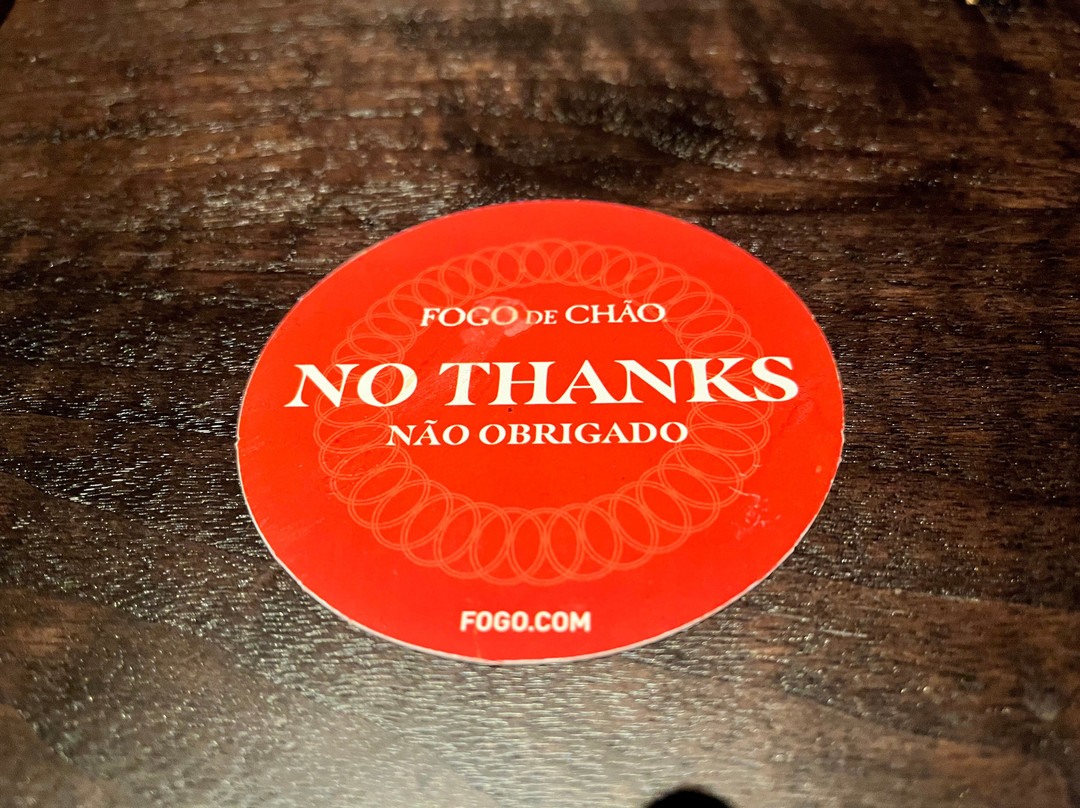 FOGO DE CHÃO
NO THANKS
NÃO OBRIGADO
FOGO.COM